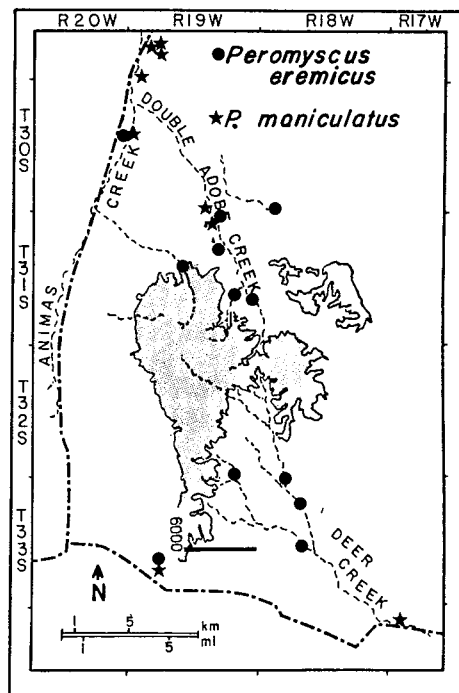 R20W R19W R18W R17W
● Peromyscus
eremicus
★ P. maniculatus
T30S
T31S
T32S
T33S
DOUBLE ADOBE CREEK
CREEK
ANIMAS
DEER
CREEK
6000
N
1 5 km
1 5 mi